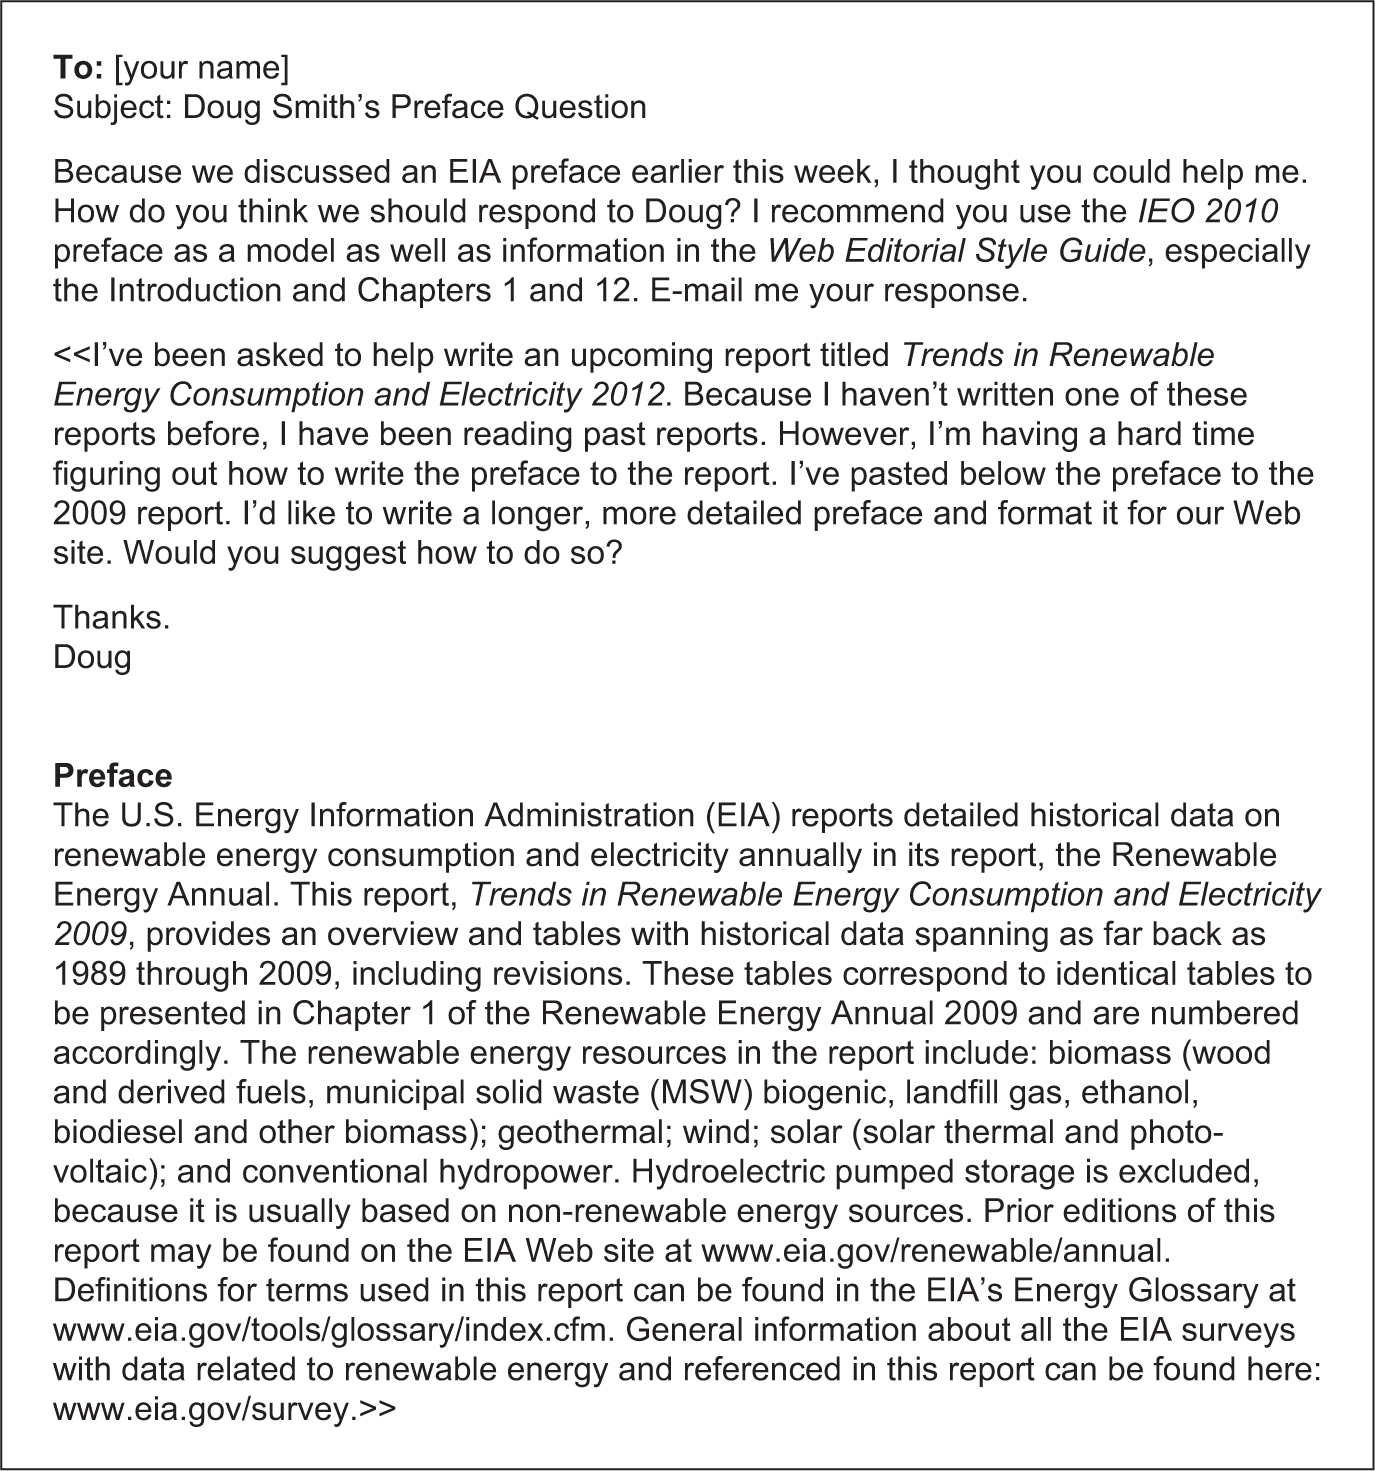 To: [your name]
Subject: Doug Smith’s Preface Question
Because we discussed an EIA preface earlier this week, I thought you could help me.
How do you think we should respond to Doug? I recommend you use the IEO 2010
preface as a model as well as information in the Web Editorial Style Guide, especially
the Introduction and Chapters 1 and 12. E-mail me your response.
<<I’ve been asked to help write an upcoming report titled Trends in Renewable
Energy Consumption and Electricity 2012. Because I haven’t written one of these
reports before, I have been reading past reports. However, I’m having a hard time
figuring out how to write the preface to the report. I’ve pasted below the preface to the
2009 report. I’d like to write a longer, more detailed preface and format it for our Web
site. Would you suggest how to do so?
Thanks.
Doug
Preface
The U.S. Energy Information Administration (EIA) reports detailed historical data on
renewable energy consumption and electricity annually in its report, the Renewable
Energy Annual. This report, Trends in Renewable Energy Consumption and Electricity
2009, provides an overview and tables with historical data spanning as far back as
1989 through 2009, including revisions. These tables correspond to identical tables to
be presented in Chapter 1 of the Renewable Energy Annual 2009 and are numbered
accordingly. The renewable energy resources in the report include: biomass (wood
and derived fuels, municipal solid waste (MSW) biogenic, landfill gas, ethanol,
biodiesel and other biomass); geothermal; wind; solar (solar thermal and photo-
voltaic); and conventional hydropower. Hydroelectric pumped storage is excluded,
because it is usually based on non-renewable energy sources. Prior editions of this
report may be found on the EIA Web site at www.eia.gov/renewable/annual.
Definitions for terms used in this report can be found in the EIA’s Energy Glossary at
www.eia.gov/tools/glossary/index.cfm. General information about all the EIA surveys
with data related to renewable energy and referenced in this report can be found here:
www.eia.gov/survey.>>